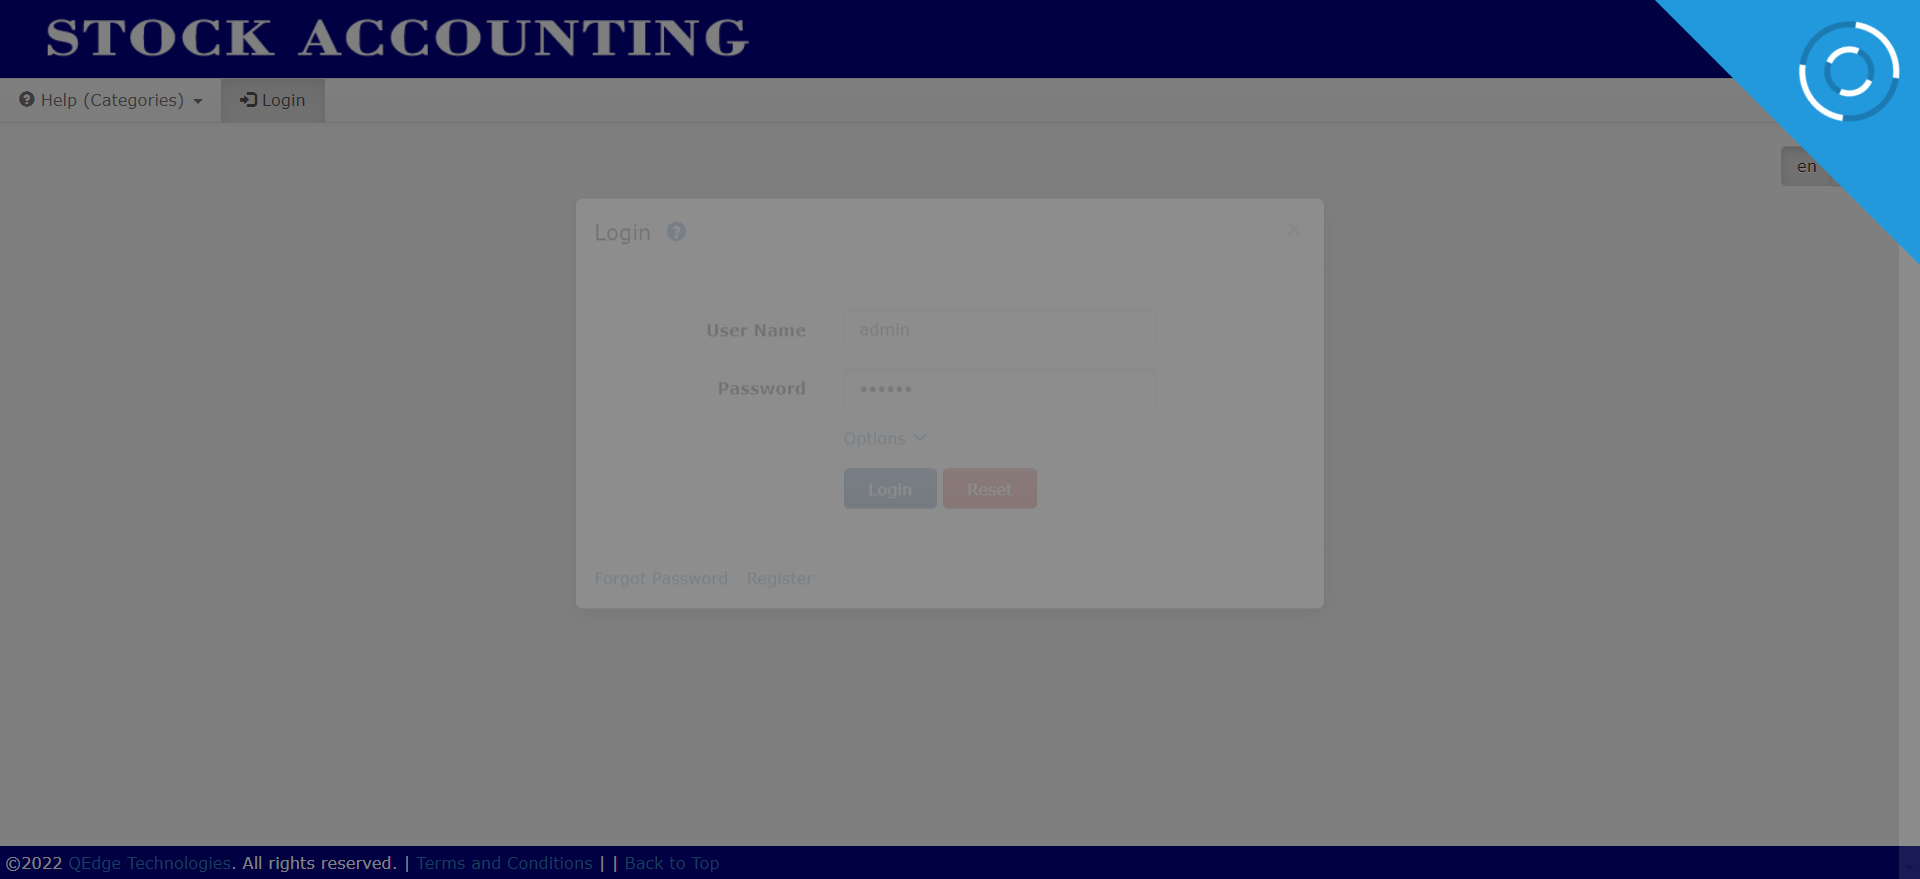 STOCK ACCOUNTING
Help (Categories) Login
en
Login
User Name admin
Password ••••••
Options
Login Reset
Forgot Password Register
©2022 QEdge Technologies. All rights reserved. | Terms and Conditions | | Back to Top